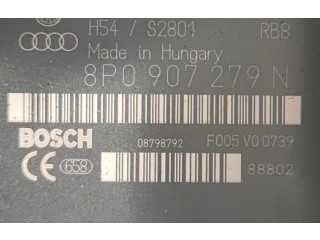 H54 / S2801 RB8
Made in Hungary
8P0 907 279 N
BOSCH 08798792 F005 V0 0739
CE 658 88802